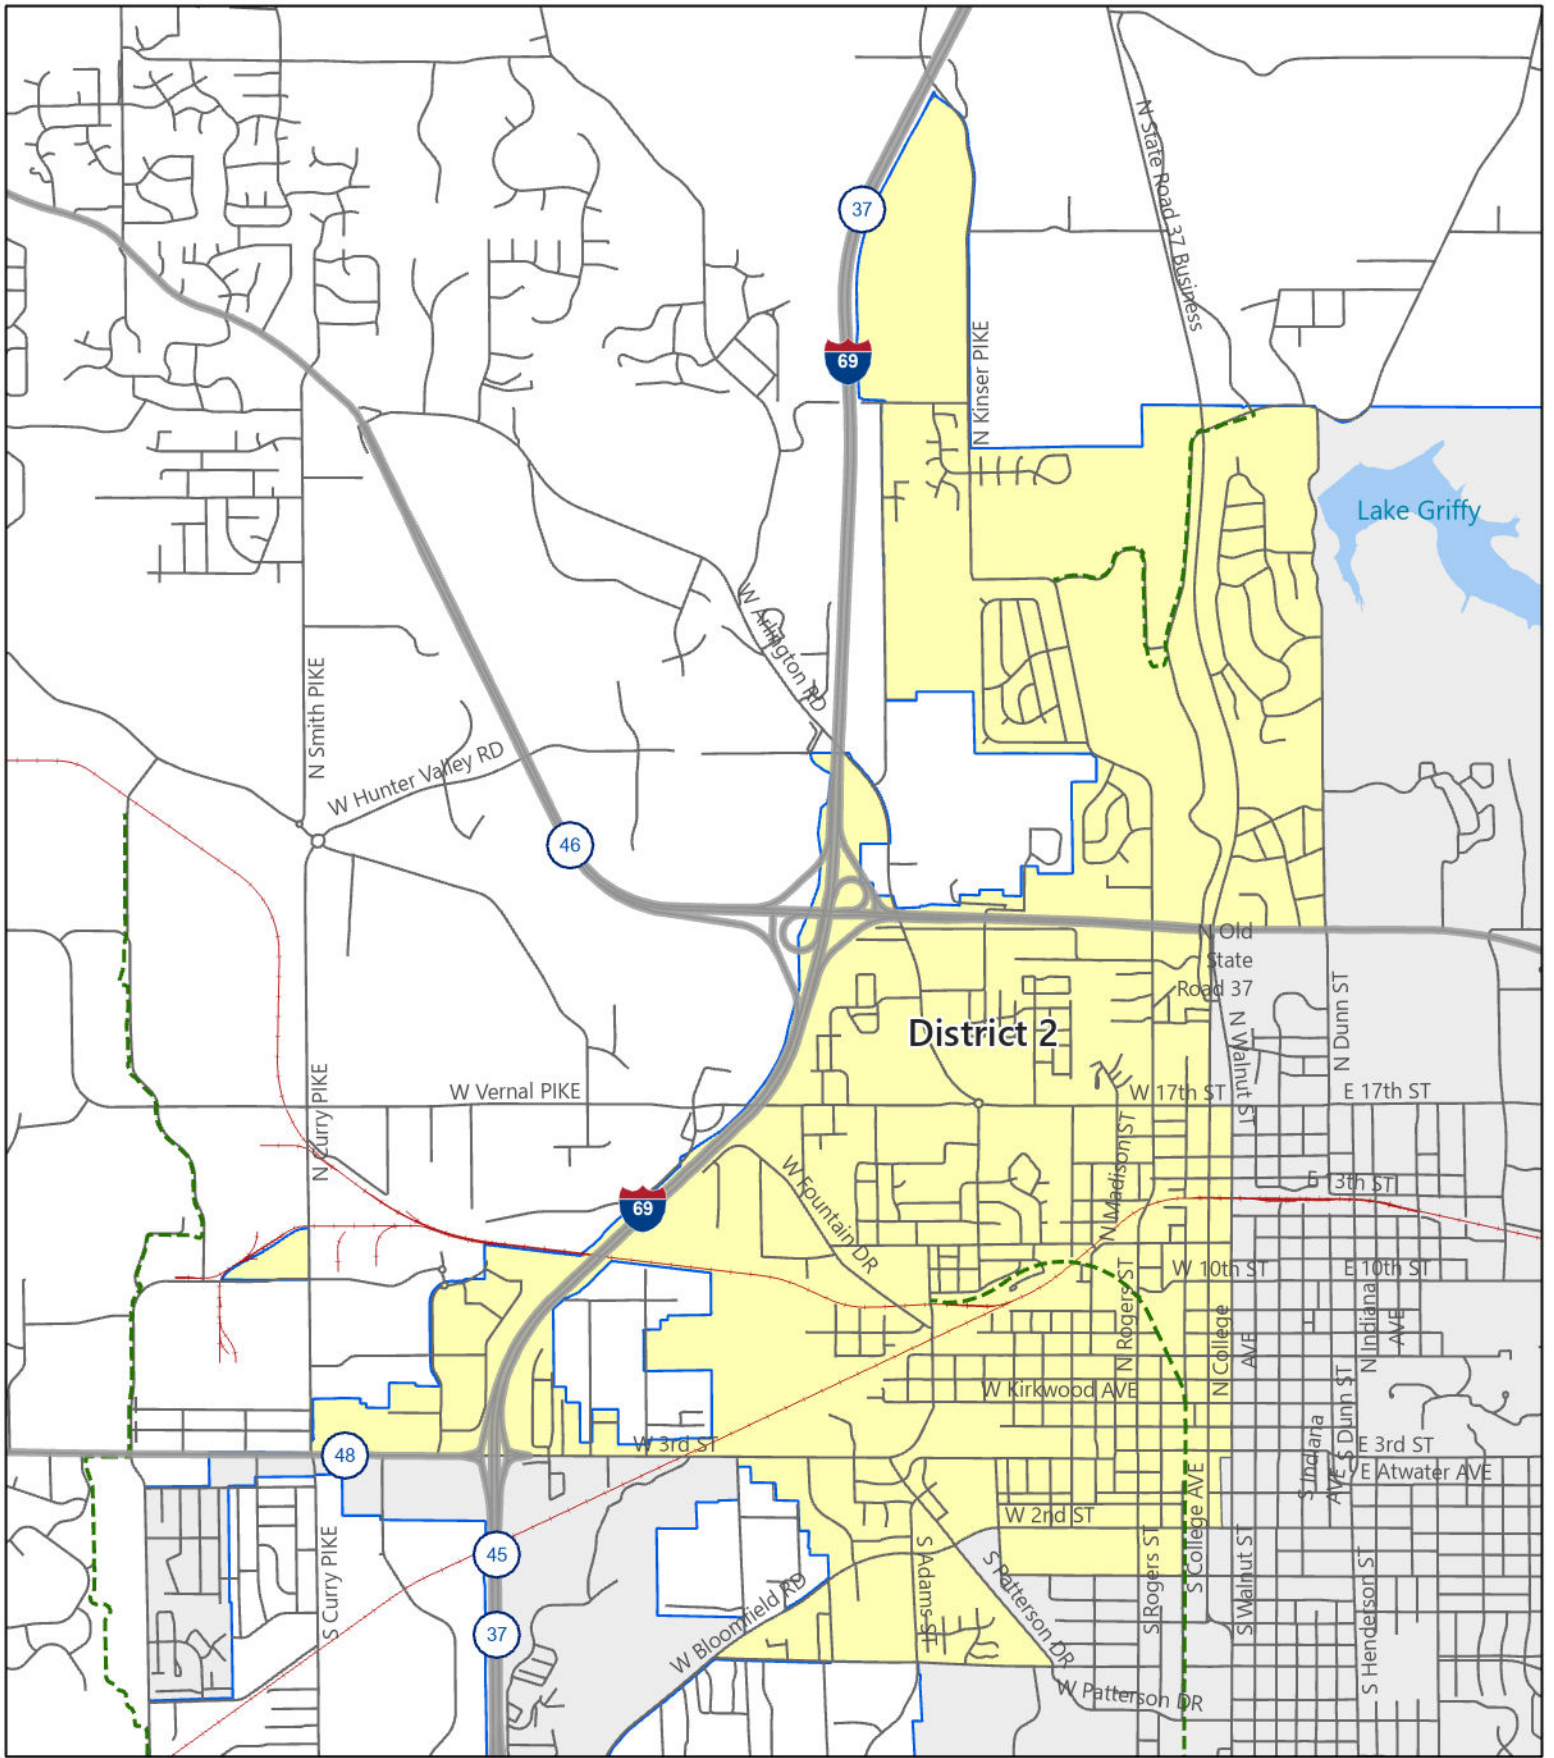 N State Road 37 Business
37
69
N Kinser PIKE
Lake Griffy
W Arlington RD
N Smith PIKE
W Hunter Valley RD
46
N Old
State
Road 37
N Dunn ST
District 2
N Walnut ST
W Vernal PIKE
W 17th ST
E 17th ST
N Curry PIKE
N Madison ST
W Fountain DR
E 13th ST
69
W 10th ST
E 10th ST
N Rogers ST
N College
AVE
N Indiana
AVE
W Kirkwood AVE
S Dunn ST
W 3rd ST
E 3rd ST
48
S Indiana
AVE
E Atwater AVE
W 2nd ST
S College AVE
45
S Curry PIKE
S Adams ST
S Patterson DR
S Rogers ST
S Walnut ST
S Henderson ST
W Bloomfield RD
37
W Patterson DR